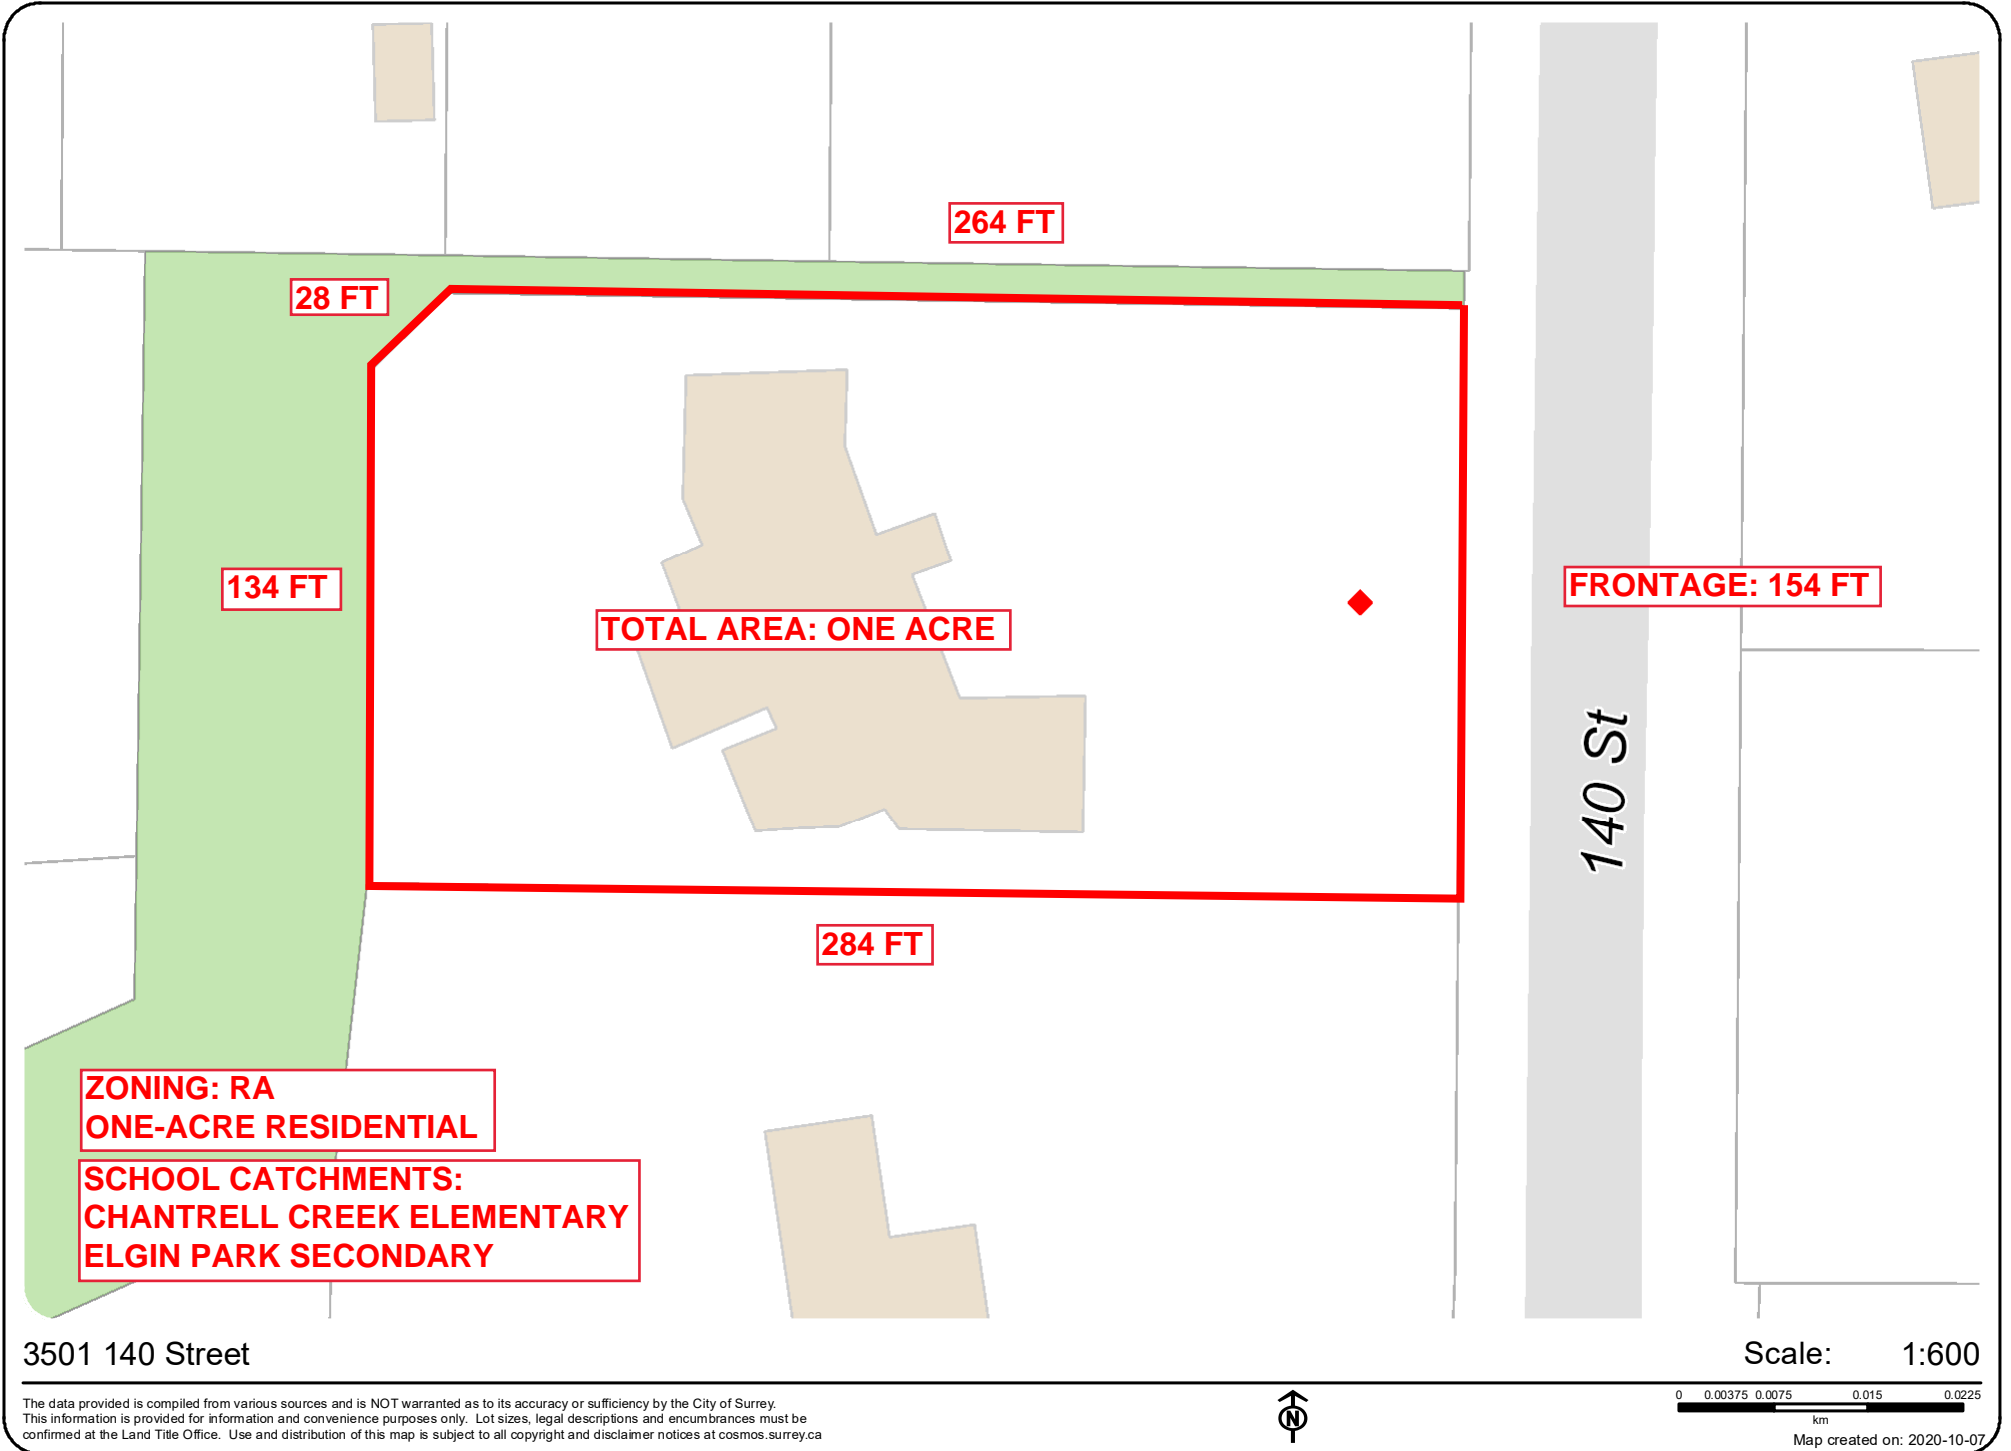 264 FT
28 FT
134 FT
FRONTAGE: 154 FT
TOTAL AREA: ONE ACRE
140 St
284 FT
ZONING: RA
ONE-ACRE RESIDENTIAL
SCHOOL CATCHMENTS:
CHANTRELL CREEK ELEMENTARY
ELGIN PARK SECONDARY
3501 140 Street
Scale: 1:600
The data provided is compiled from various sources and is NOT warranted as to its accuracy or sufficiency by the City of Surrey.
This information is provided for information and convenience purposes only. Lot sizes, legal descriptions and encumbrances must be
confirmed at the Land Title Office. Use and distribution of this map is subject to all copyright and disclaimer notices at cosmos.surrey.ca
N
0 0.00375 0.0075 0.015 0.0225
km
Map created on: 2020-10-07